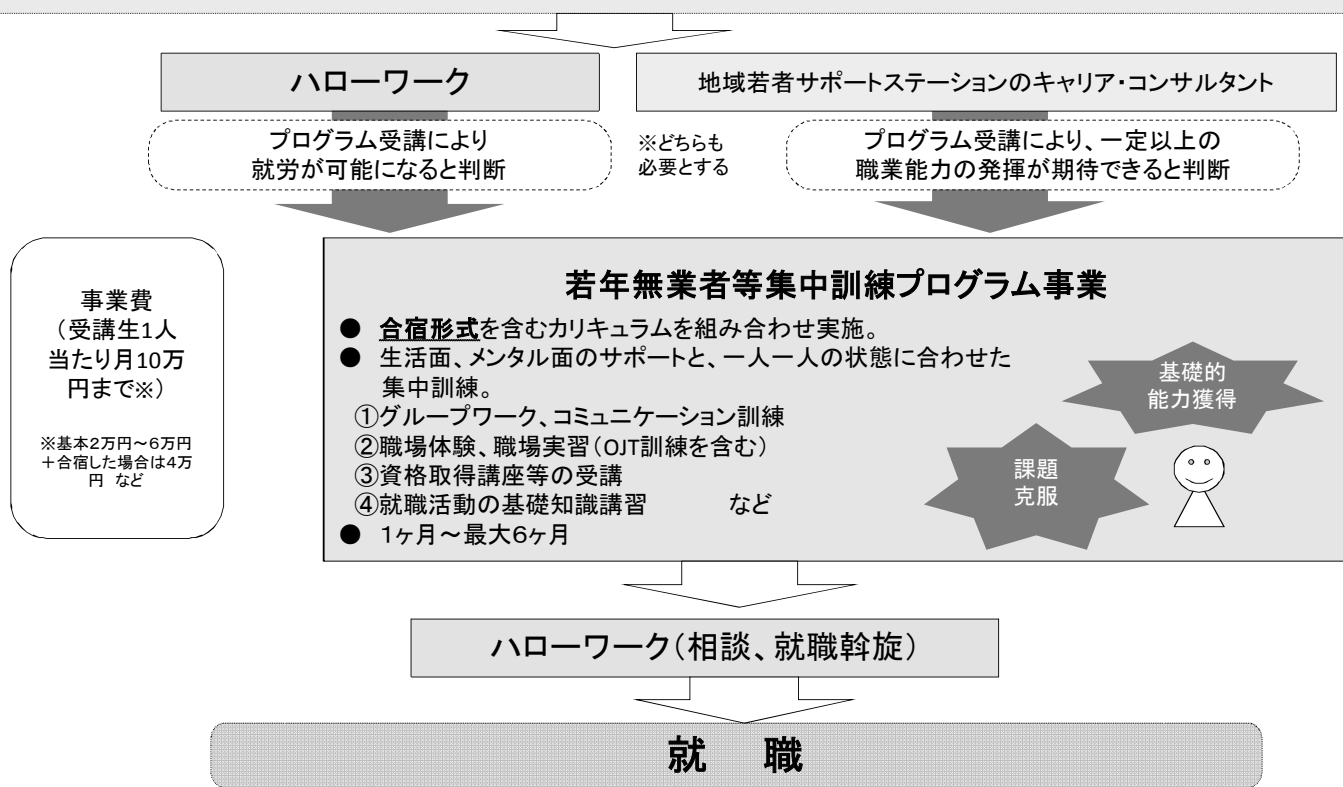 ハローワーク
地域若者サポートステーションのキャリア・コンサルタント
プログラム受講により
就労が可能になると判断
※どちらも
必要とする
プログラム受講により、一定以上の
職業能力の発揮が期待できると判断
事業費
(受講生1人
当たり月10万
円まで※)
※基本2万円～6万円
＋合宿した場合は4万
円 など
若年無業者等集中訓練プログラム事業
● 合宿形式を含むカリキュラムを組み合わせ実施。
● 生活面、メンタル面のサポートと、一人一人の状態に合わせた
集中訓練。
①グループワーク、コミュニケーション訓練
②職場体験、職場実習(OJT訓練を含む)
③資格取得講座等の受講
④就職活動の基礎知識講習 など
● 1ヶ月～最大6ヶ月
基礎的
能力獲得
課題
克服
ハローワーク(相談、就職斡旋)
就 職